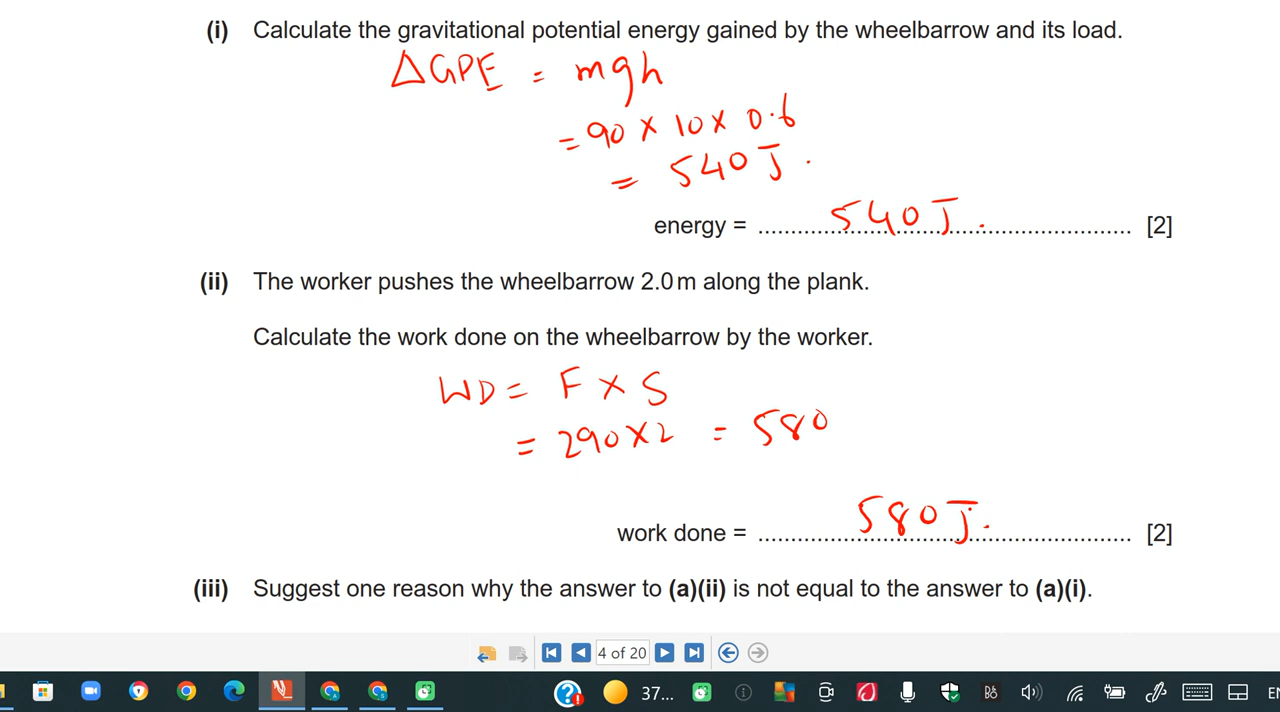 (i) Calculate the gravitational potential energy gained by the wheelbarrow and its load.
ΔGPE = mgh
= 90 × 10 × 0.6
= 540 J.
energy = ........ 540 J. ........ [2]
(ii) The worker pushes the wheelbarrow 2.0 m along the plank.
Calculate the work done on the wheelbarrow by the worker.
WD = F × S
= 290 × 2 = 580
work done = ........ 580 J. ........ [2]
(iii) Suggest one reason why the answer to (a)(ii) is not equal to the answer to (a)(i).
4 of 20
37...
EN